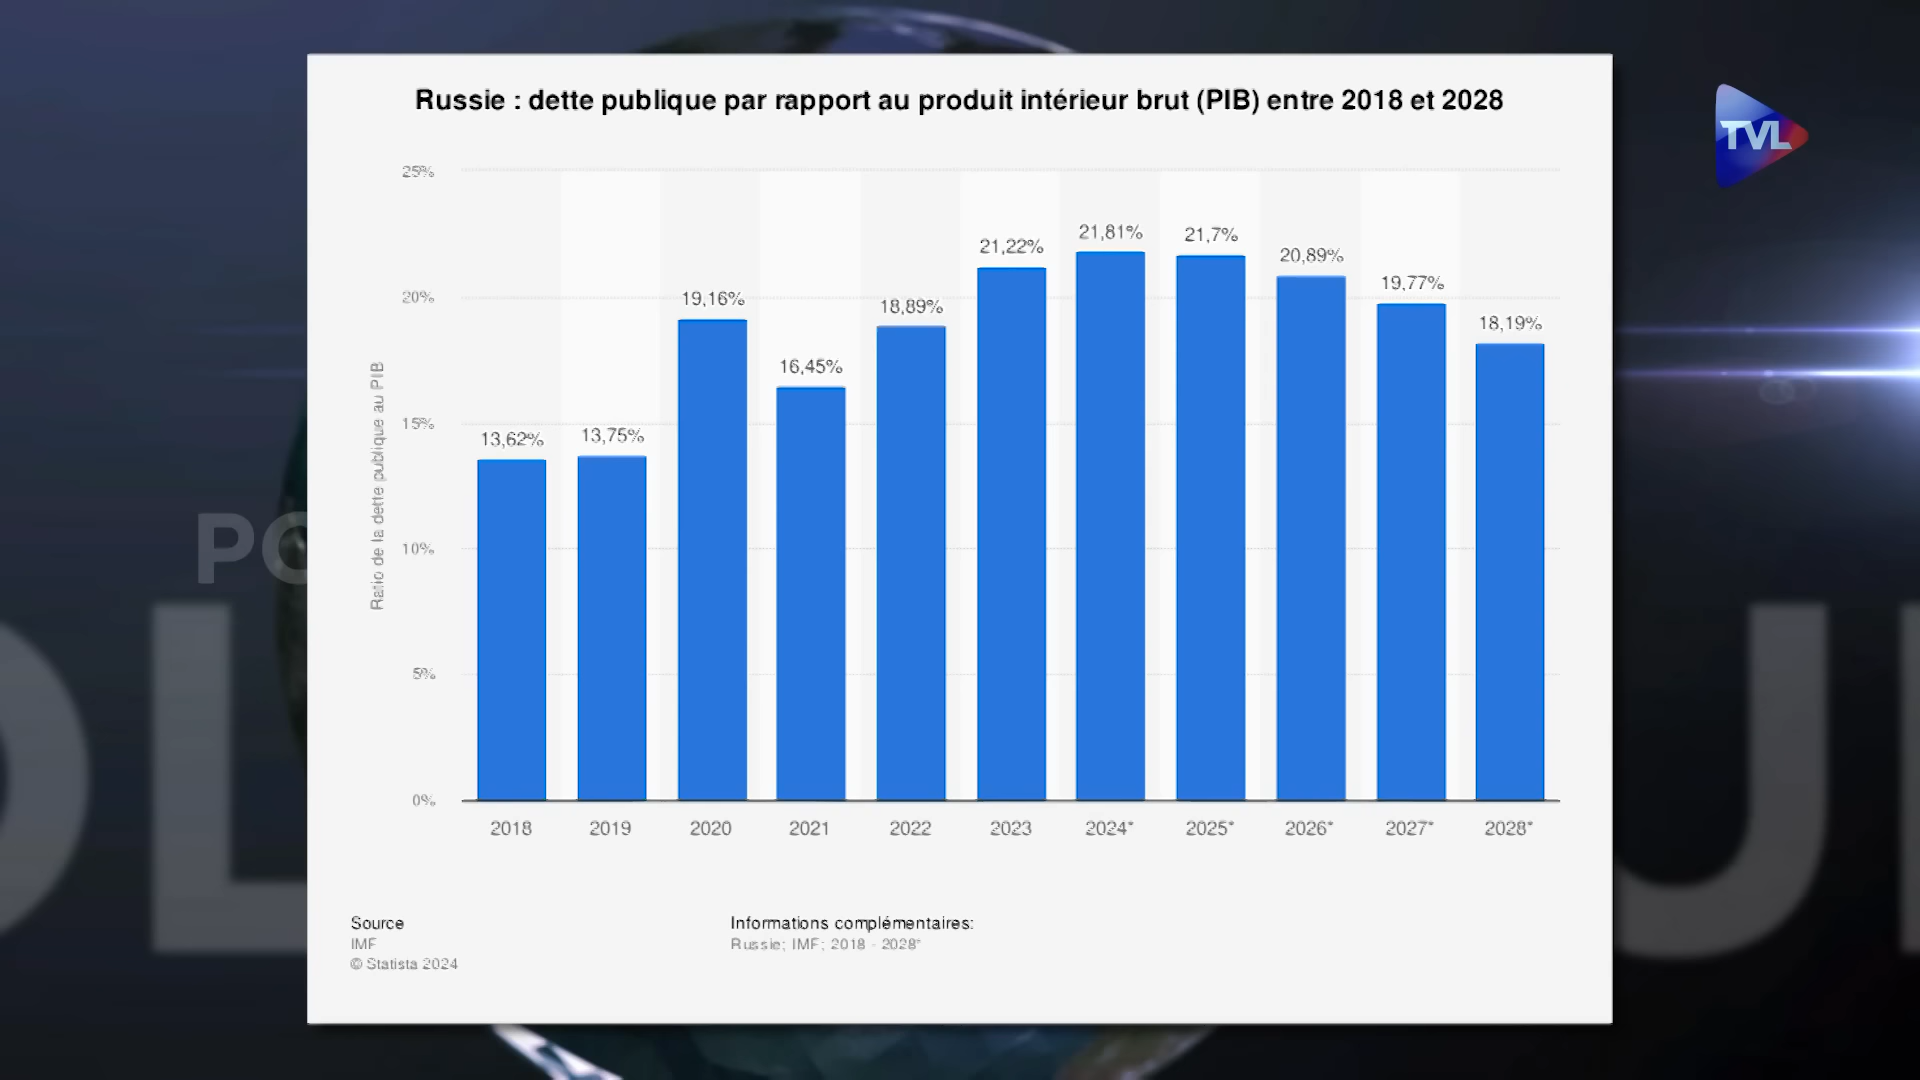 Russie : dette publique par rapport au produit intérieur brut (PIB) entre 2018 et 2028
TVL
Ratio de la dette publique au PIB
25%
20%
15%
10%
5%
0%
13,62%
13,75%
19,16%
16,45%
18,89%
21,22%
21,81%
21,7%
20,89%
19,77%
18,19%
2018 2019 2020 2021 2022 2023 2024* 2025* 2026* 2027* 2028*
Source
IMF
© Statista 2024
Informations complémentaires:
Russie; IMF; 2018 - 2028*